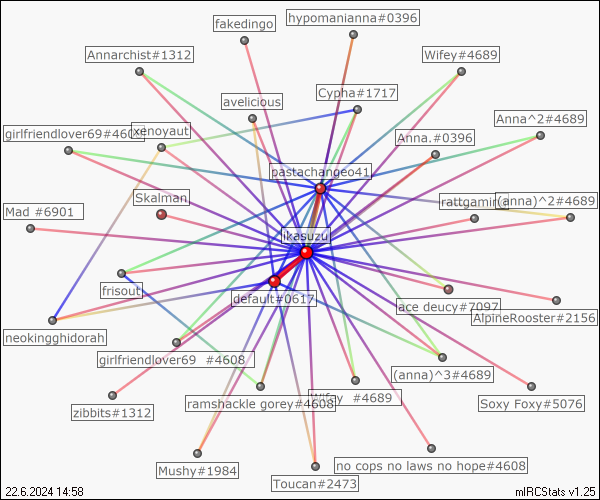 hypomanianna#0396
fakedingo
Annarchist#1312
Wifey#4689
Cypha#1717
avelicious
Anna^2#4689
girlfriendlover69#46
xenoyaut
Anna.#0396
pastachangeo41
Skalman
rattgamin
(anna)^2#4689
Mad #6901
ikasuzu
frisout
default#0617
lace deucy#7097
AlpineRooster#2156
neokingghidorah
girlfriendlover69 #4608
(anna)^3#4689
zibbits#1312
ramshackle gorey#4608
#4689
Soxy Foxy#5076
Mushy#1984
no cops no laws no hope#4608
Toucan#2473
22.6.2024 14:58
mIRCStats v1.25